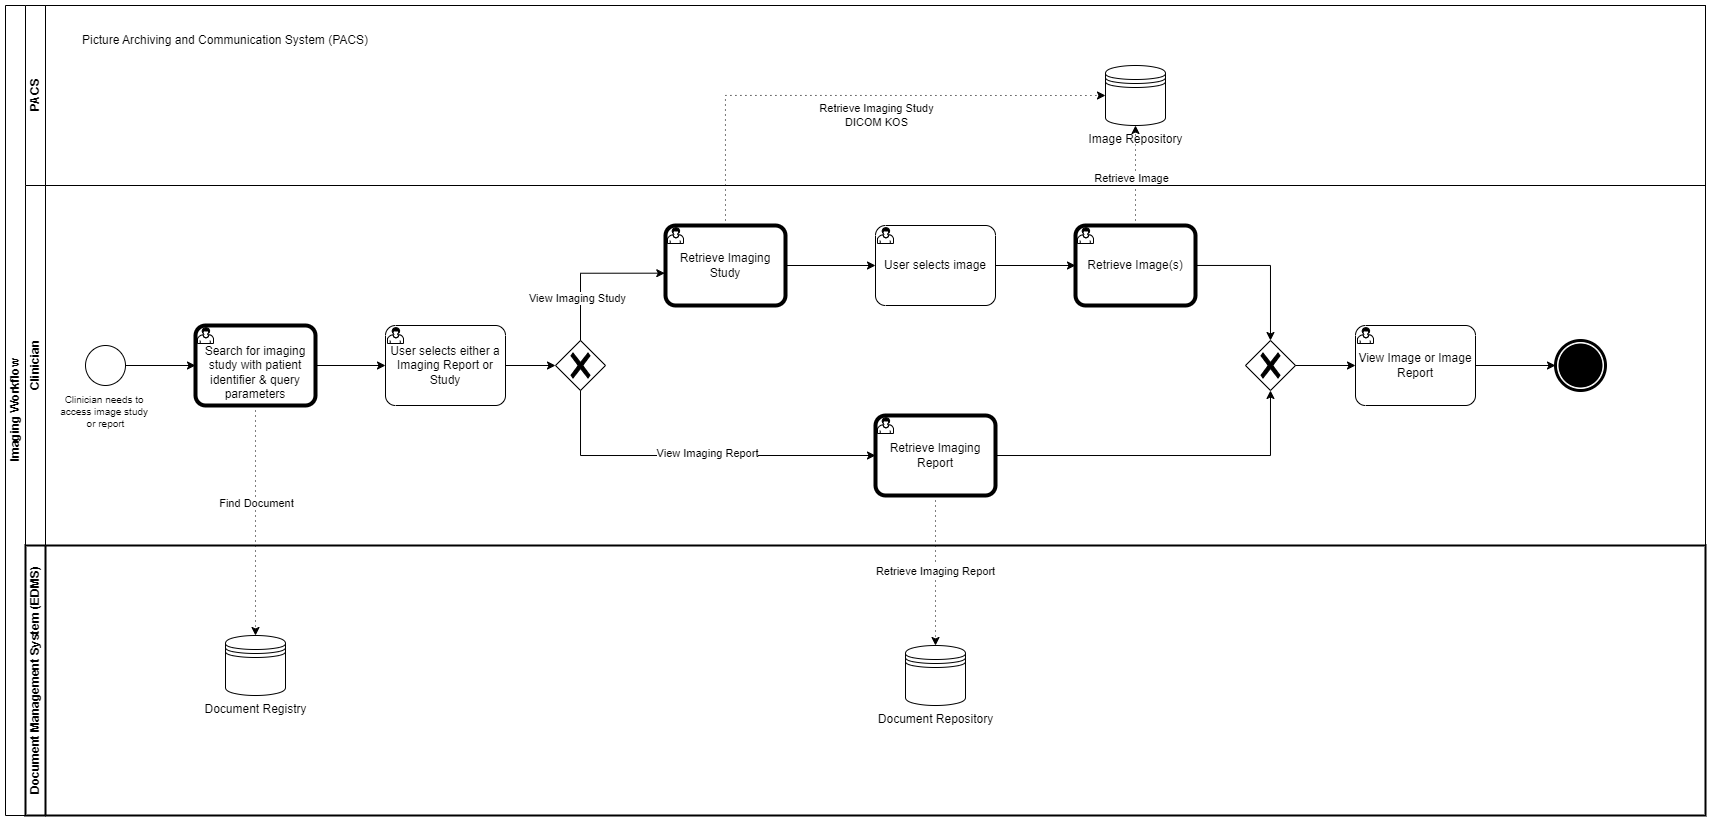 Imaging Workflow
PACS
Picture Archiving and Communication System (PACS)
Retrieve Imaging Study
DICOM KOS
Image Repository
Retrieve Image
Clinician
Clinician needs to
access image study
or report
Search for imaging
study with patient
identifier & query
parameters
User selects either a
Imaging Report or
Study
View Imaging Study
Retrieve Imaging
Study
User selects image
Retrieve Image(s)
View Imaging Report
Retrieve Imaging
Report
View Image or Image
Report
Find Document
Document Management System (EDMS)
Retrieve Imaging Report
Document Registry
Document Repository